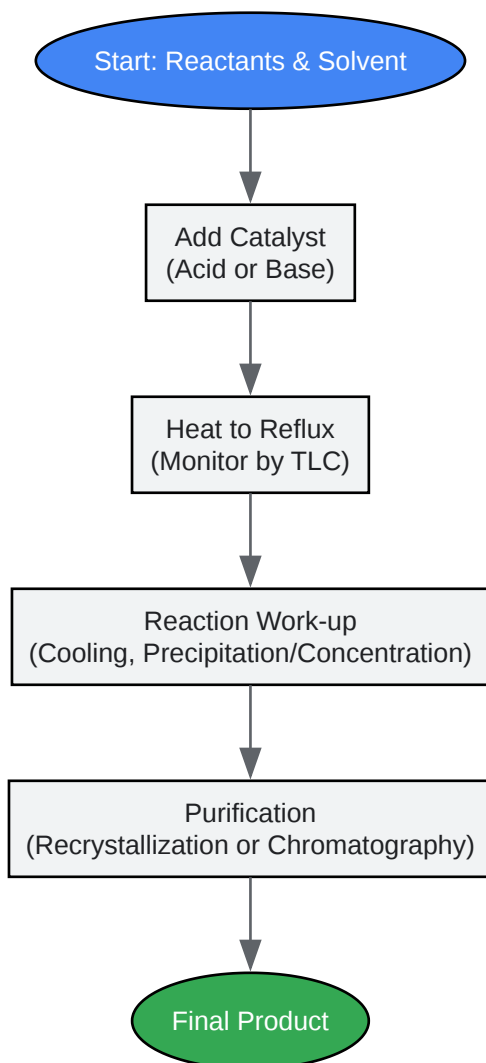 Start: Reactants & Solvent
Add Catalyst
(Acid or Base)
Heat to Reflux
(Monitor by TLC)
Reaction Work-up
(Cooling, Precipitation/Concentration)
Purification
(Recrystallization or Chromatography)
Final Product